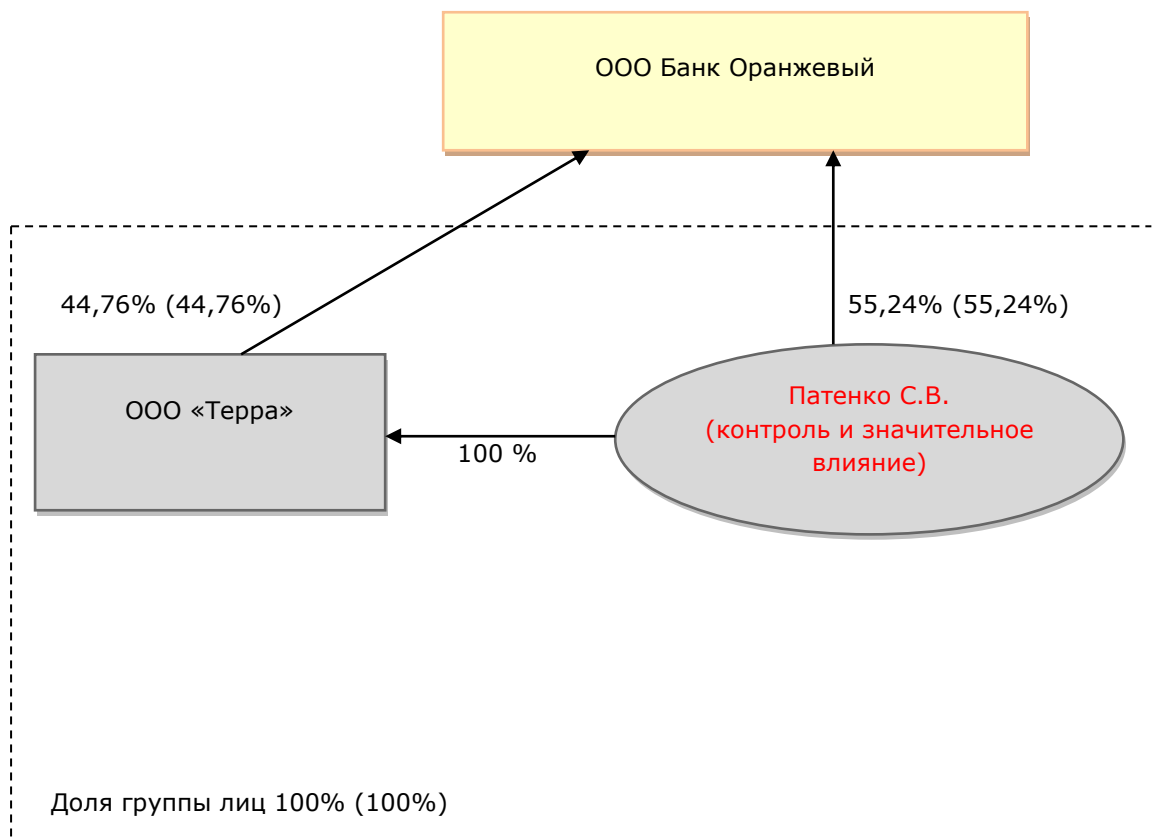 ООО Банк Оранжевый
44,76% (44,76%)
55,24% (55,24%)
ООО «Терра»
Патенко С.В.
(контроль и значительное
влияние)
100 %
Доля группы лиц 100% (100%)